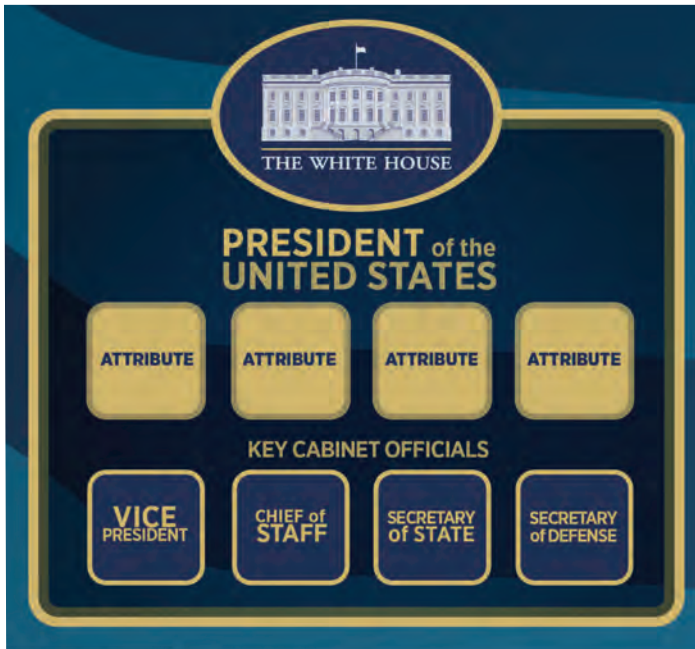 THE WHITE HOUSE
PRESIDENT of the
UNITED STATES
ATTRIBUTE ATTRIBUTE ATTRIBUTE ATTRIBUTE
KEY CABINET OFFICIALS
VICE
PRESIDENT
CHIEF of
STAFF
SECRETARY
of STATE
SECRETARY
of DEFENSE